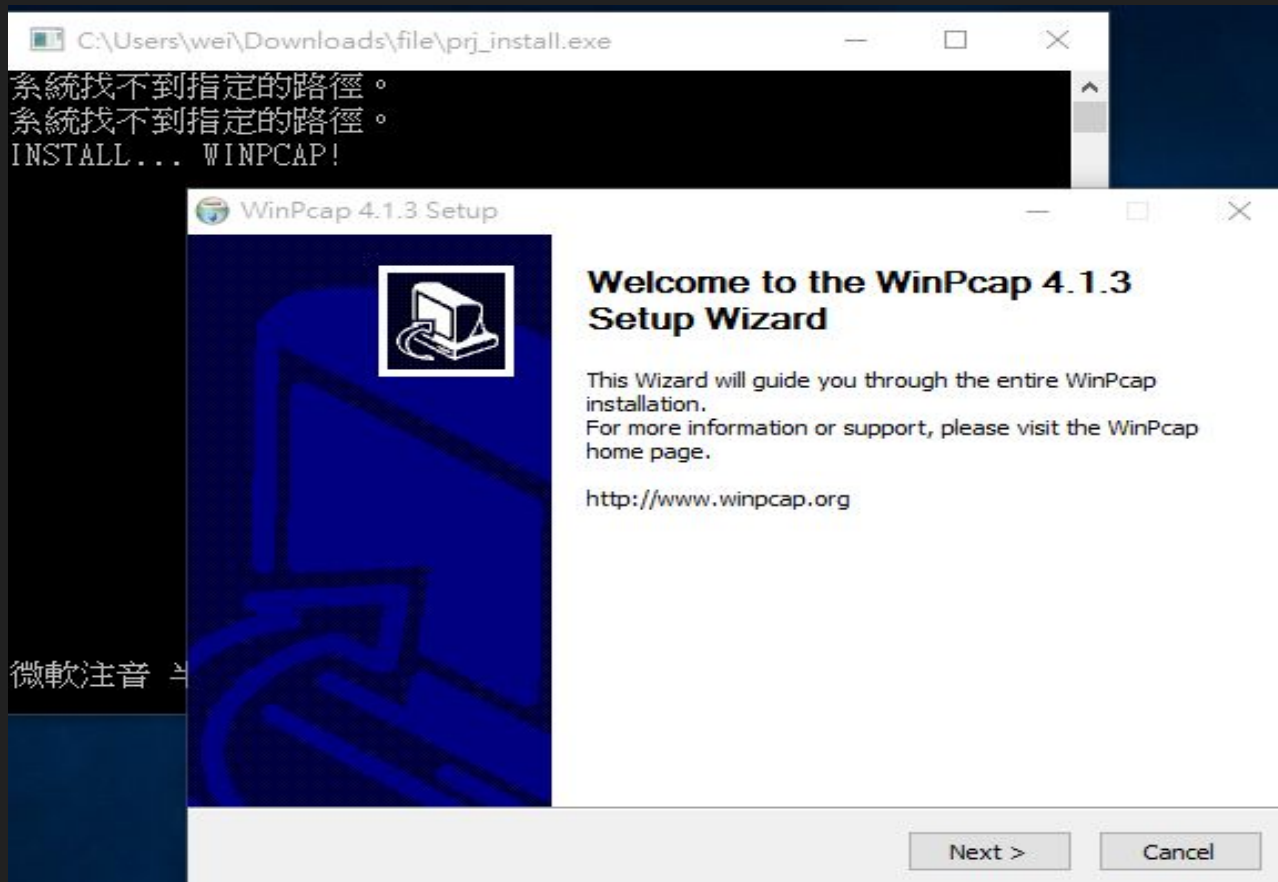 C:\Users\wei\Downloads\file\prj_install.exe
系統找不到指定的路徑。
系統找不到指定的路徑。
INSTALL... WINPCAP!
WinPcap 4.1.3 Setup
Welcome to the WinPcap 4.1.3
Setup Wizard
This Wizard will guide you through the entire WinPcap
installation.
For more information or support, please visit the WinPcap
home page.
http://www.winpcap.org
微軟注音
Next >
Cancel